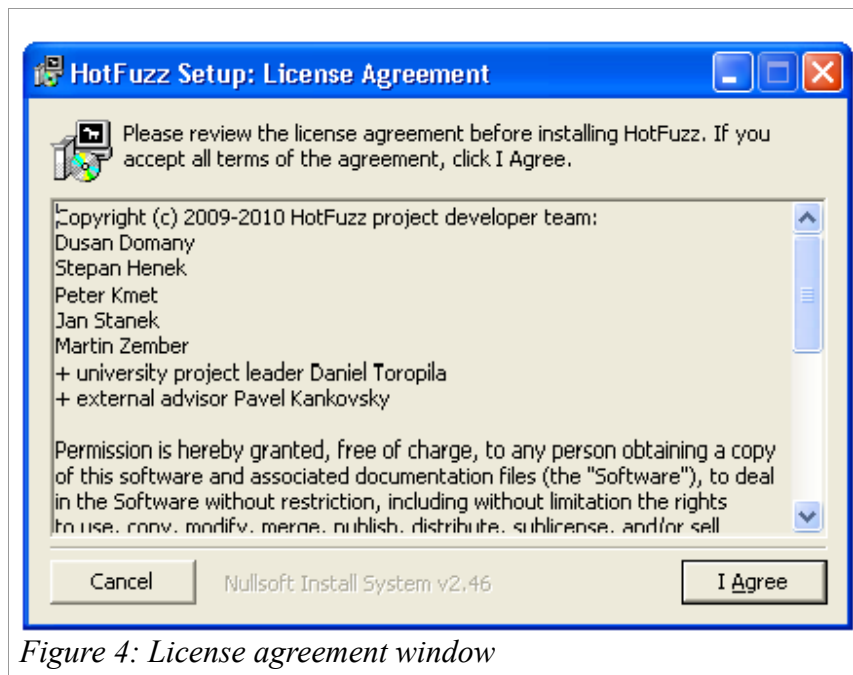 HotFuzz Setup: License Agreement
Please review the license agreement before installing HotFuzz. If you
accept all terms of the agreement, click I Agree.
Copyright (c) 2009-2010 HotFuzz project developer team:
Dusan Domany
Stepan Henek
Peter Kmet
Jan Stanek
Martin Zember
+ university project leader Daniel Toropila
+ external advisor Pavel Kankovsky
Permission is hereby granted, free of charge, to any person obtaining a copy
of this software and associated documentation files (the "Software"), to deal
in the Software without restriction, including without limitation the rights
to use, copy, modify, merge, publish, distribute, sublicense, and/or sell
Cancel
Nullsoft Install System v2.46
I Agree
Figure 4: License agreement window